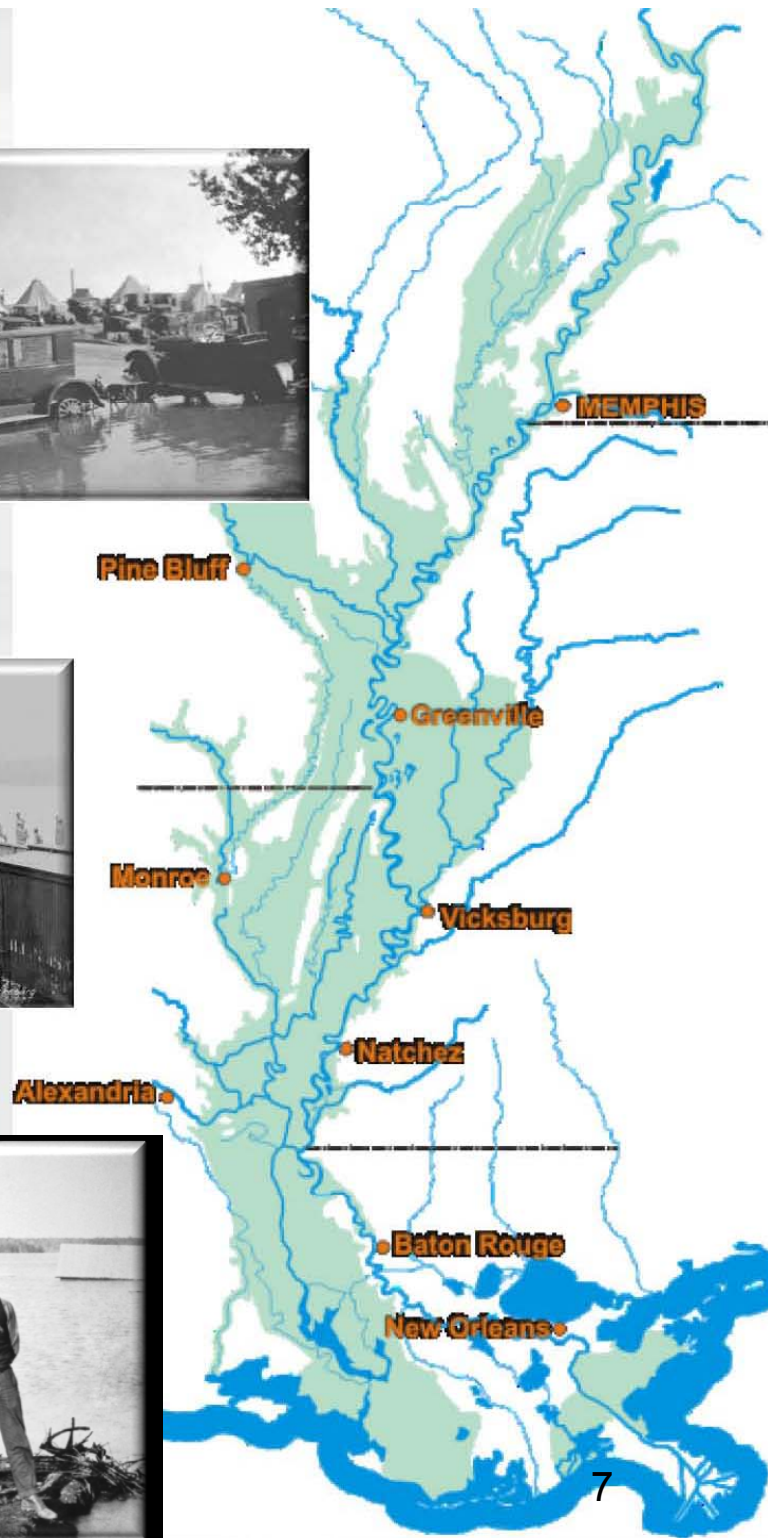 MEMPHIS
Pine Bluff
Greenville
Monroe
Vicksburg
Natchez
Alexandria
Baton Rouge
New Orleans
7